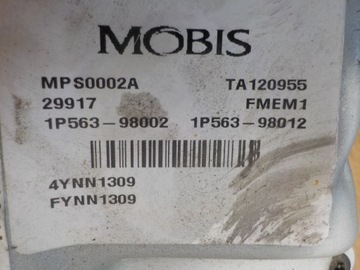 MOBIS
MPS0002A TA120955
29917 FMEM1
1P563-98002 1P563-98012
4YNN1309
FYNN1309